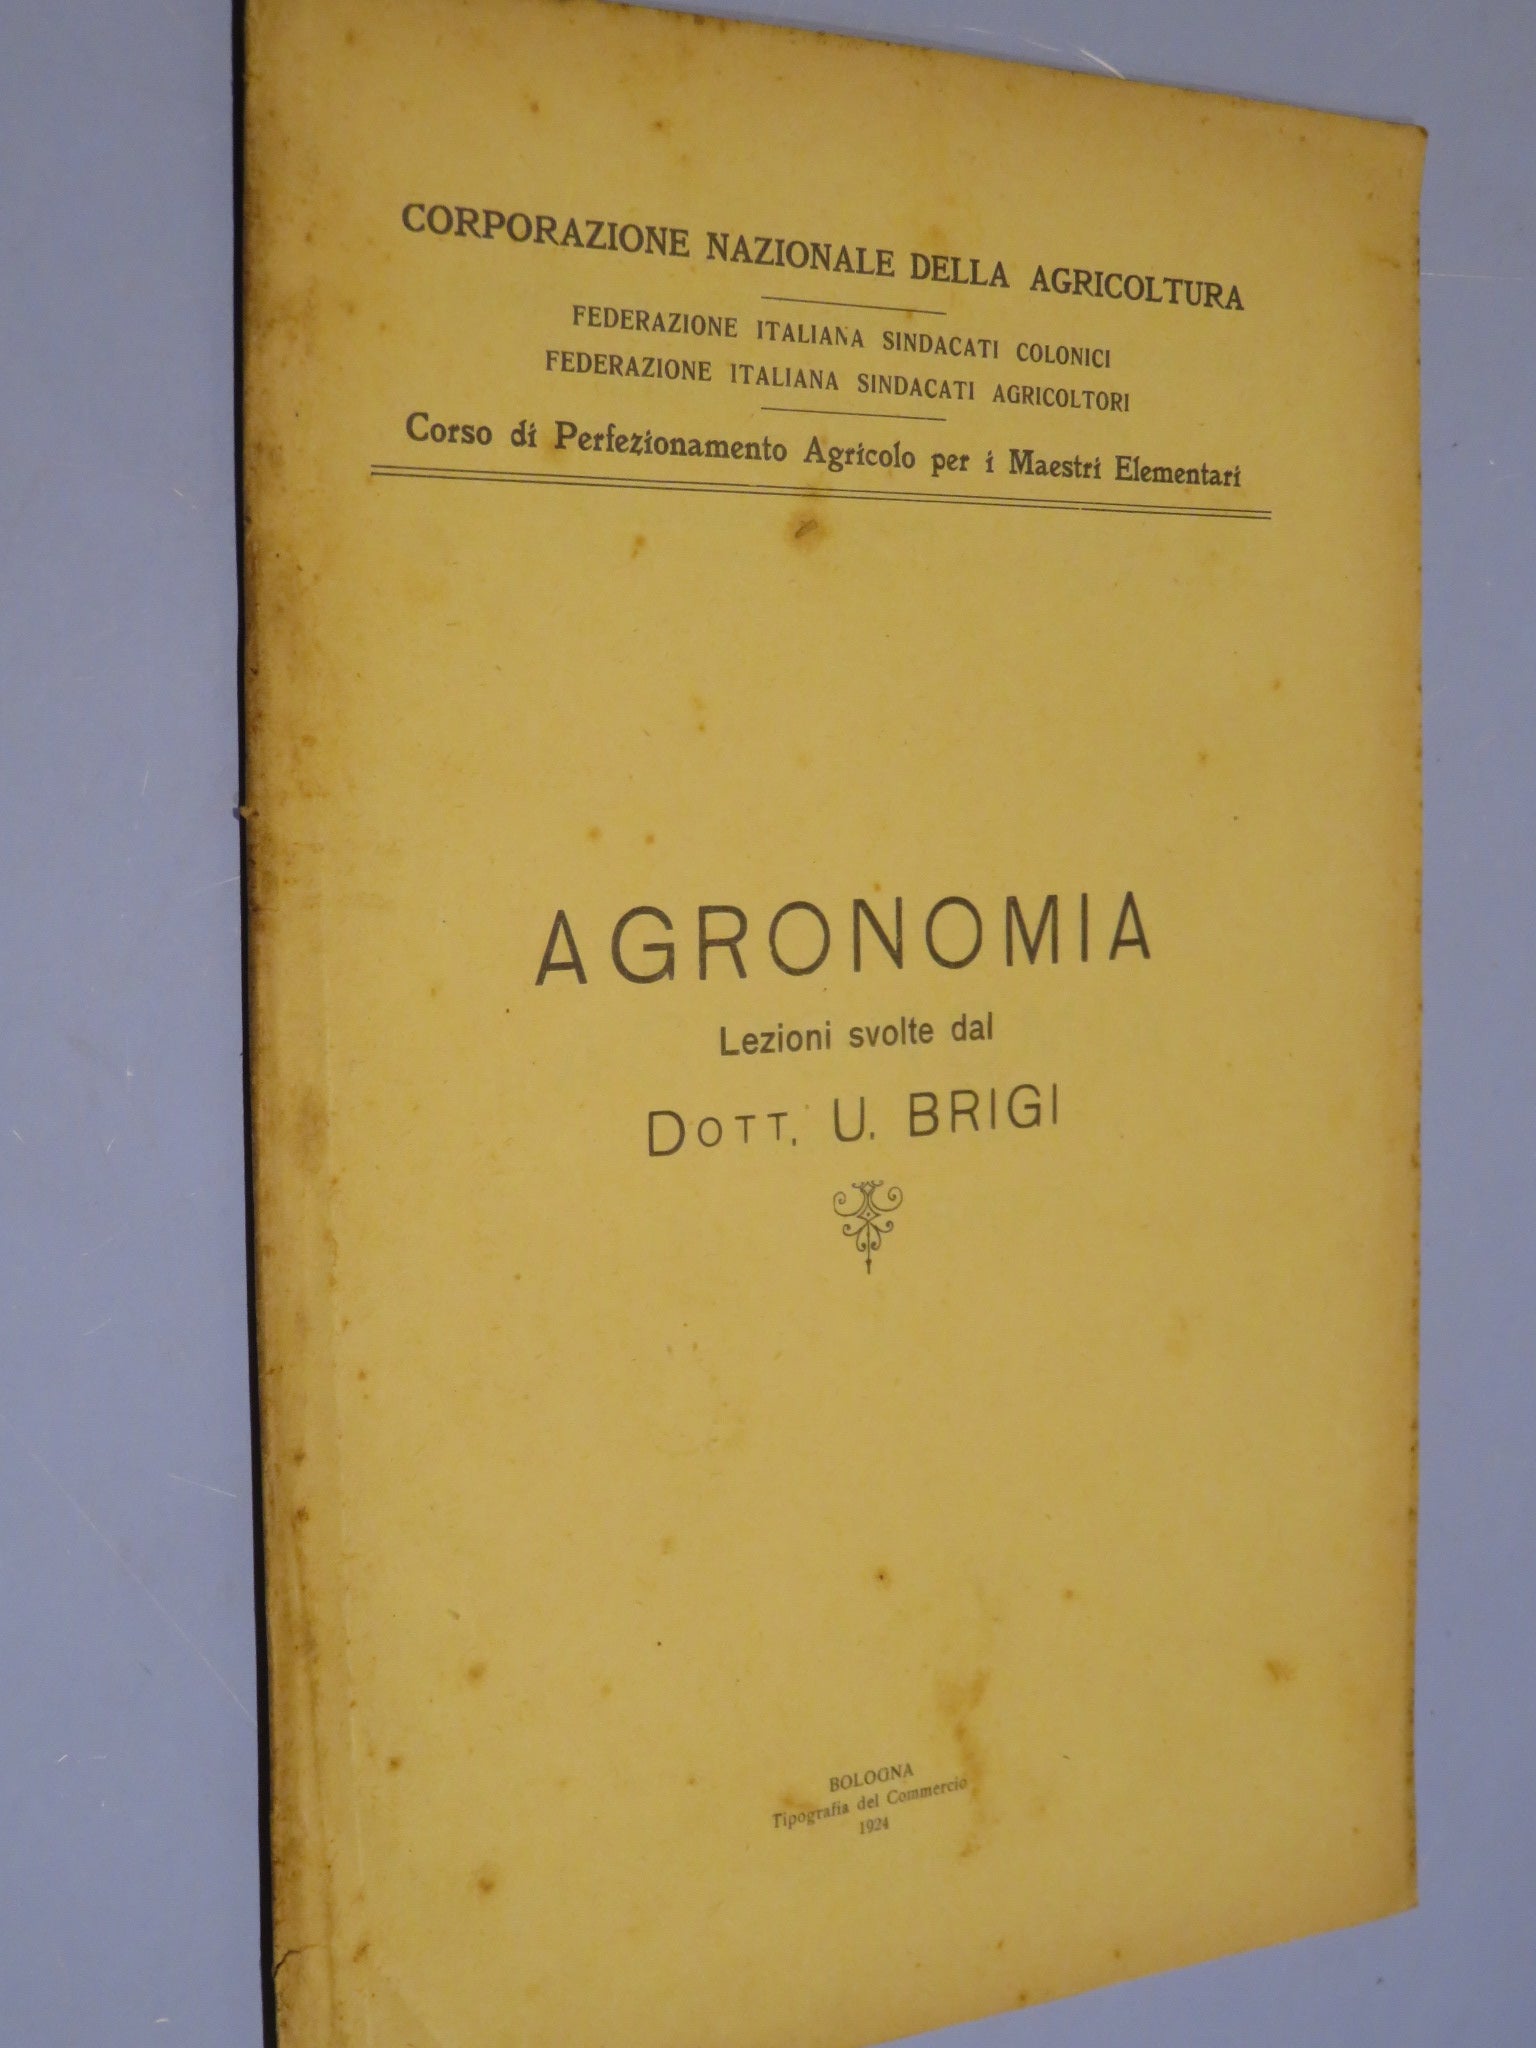 CORPORAZIONE NAZIONALE DELLA AGRICOLTURA
FEDERAZIONE ITALIANA SINDACATI COLONICI
FEDERAZIONE ITALIANA SINDACATI AGRICOLTORI
Corso di Perfezionamento Agricolo per i Maestri Elementari
AGRONOMIA
Lezioni svolte dal
DOTT. U. BRIGI
BOLOGNA
Tipografia del Commercio
1924